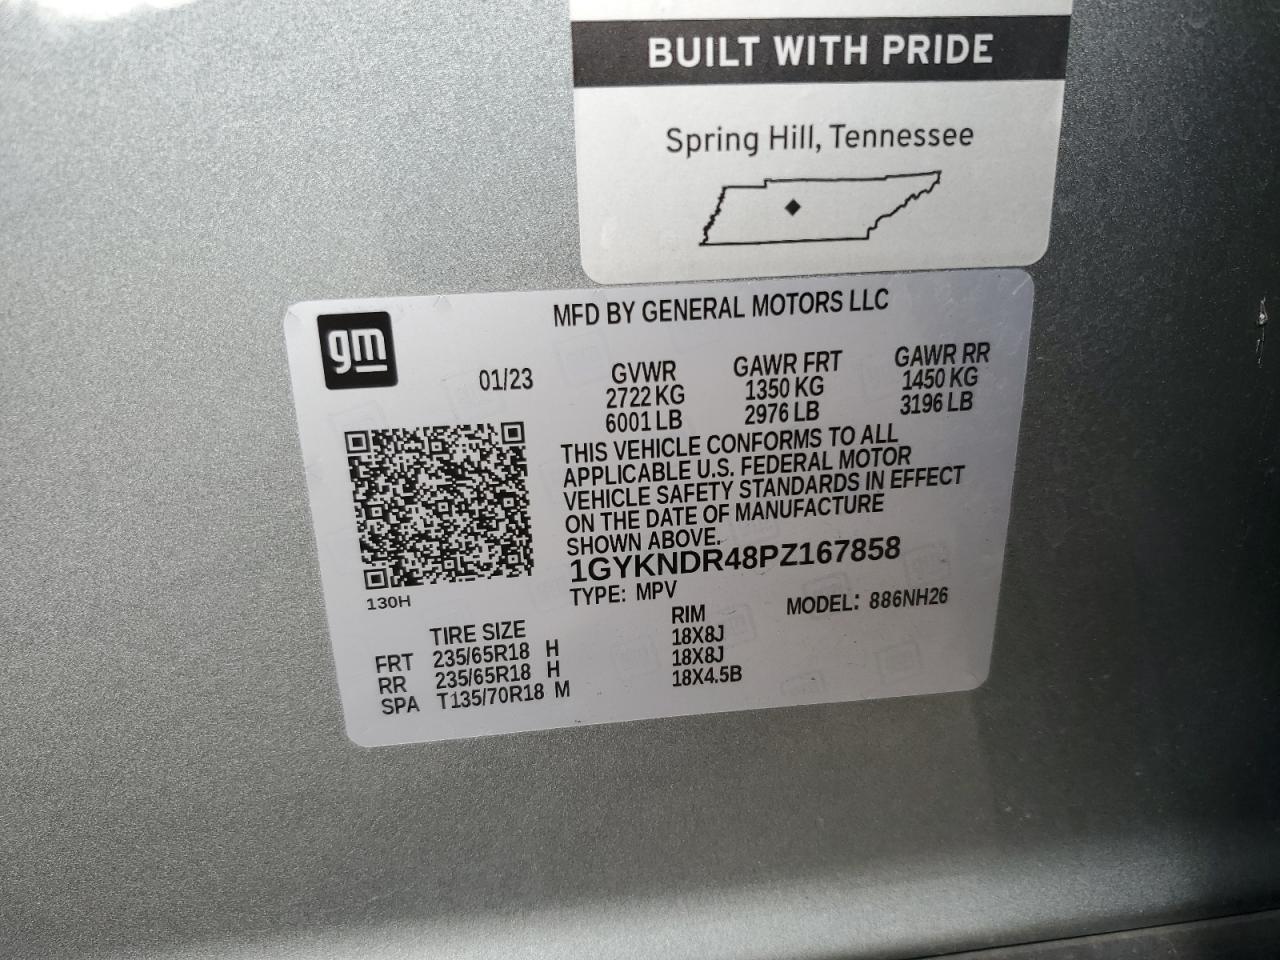 BUILT WITH PRIDE
Spring Hill, Tennessee
gm
MFD BY GENERAL MOTORS LLC
01/23
GVWR
2722 KG
6001 LB
GAWR FRT
1350 KG
2976 LB
GAWR RR
1450 KG
3196 LB
THIS VEHICLE CONFORMS TO ALL
APPLICABLE U.S. FEDERAL MOTOR
VEHICLE SAFETY STANDARDS IN EFFECT
ON THE DATE OF MANUFACTURE
SHOWN ABOVE.
1GYKNDR48PZ167858
TYPE: MPV
MODEL: 886NH26
130H
TIRE SIZE
RIM
FRT 235/65R18 H 18X8J
RR 235/65R18 H 18X8J
SPA T135/70R18 M 18X4.5B